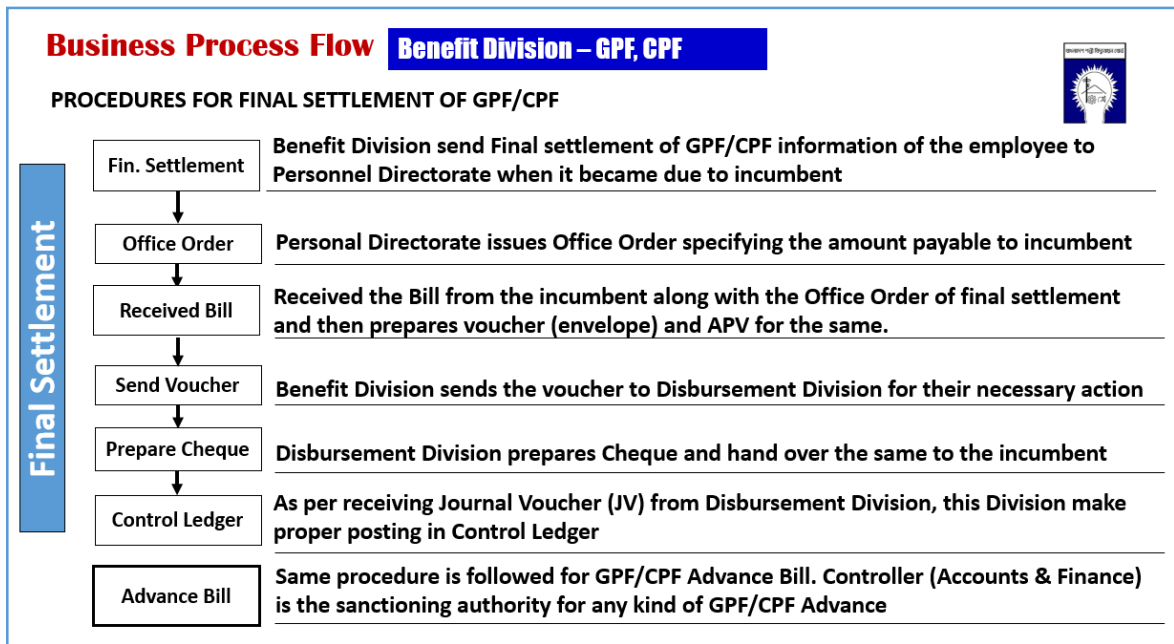 Business Process Flow
Benefit Division – GPF, CPF
বাংলাদেশ পল্লী বিদ্যুতায়ন বোর্ড
PROCEDURES FOR FINAL SETTLEMENT OF GPF/CPF
Final Settlement
Fin. Settlement
Benefit Division send Final settlement of GPF/CPF information of the employee to
Personnel Directorate when it became due to incumbent
Office Order
Personal Directorate issues Office Order specifying the amount payable to incumbent
Received Bill
Received the Bill from the incumbent along with the Office Order of final settlement
and then prepares voucher (envelope) and APV for the same.
Send Voucher
Benefit Division sends the voucher to Disbursement Division for their necessary action
Prepare Cheque
Disbursement Division prepares Cheque and hand over the same to the incumbent
Control Ledger
As per receiving Journal Voucher (JV) from Disbursement Division, this Division make
proper posting in Control Ledger
Advance Bill
Same procedure is followed for GPF/CPF Advance Bill. Controller (Accounts & Finance)
is the sanctioning authority for any kind of GPF/CPF Advance